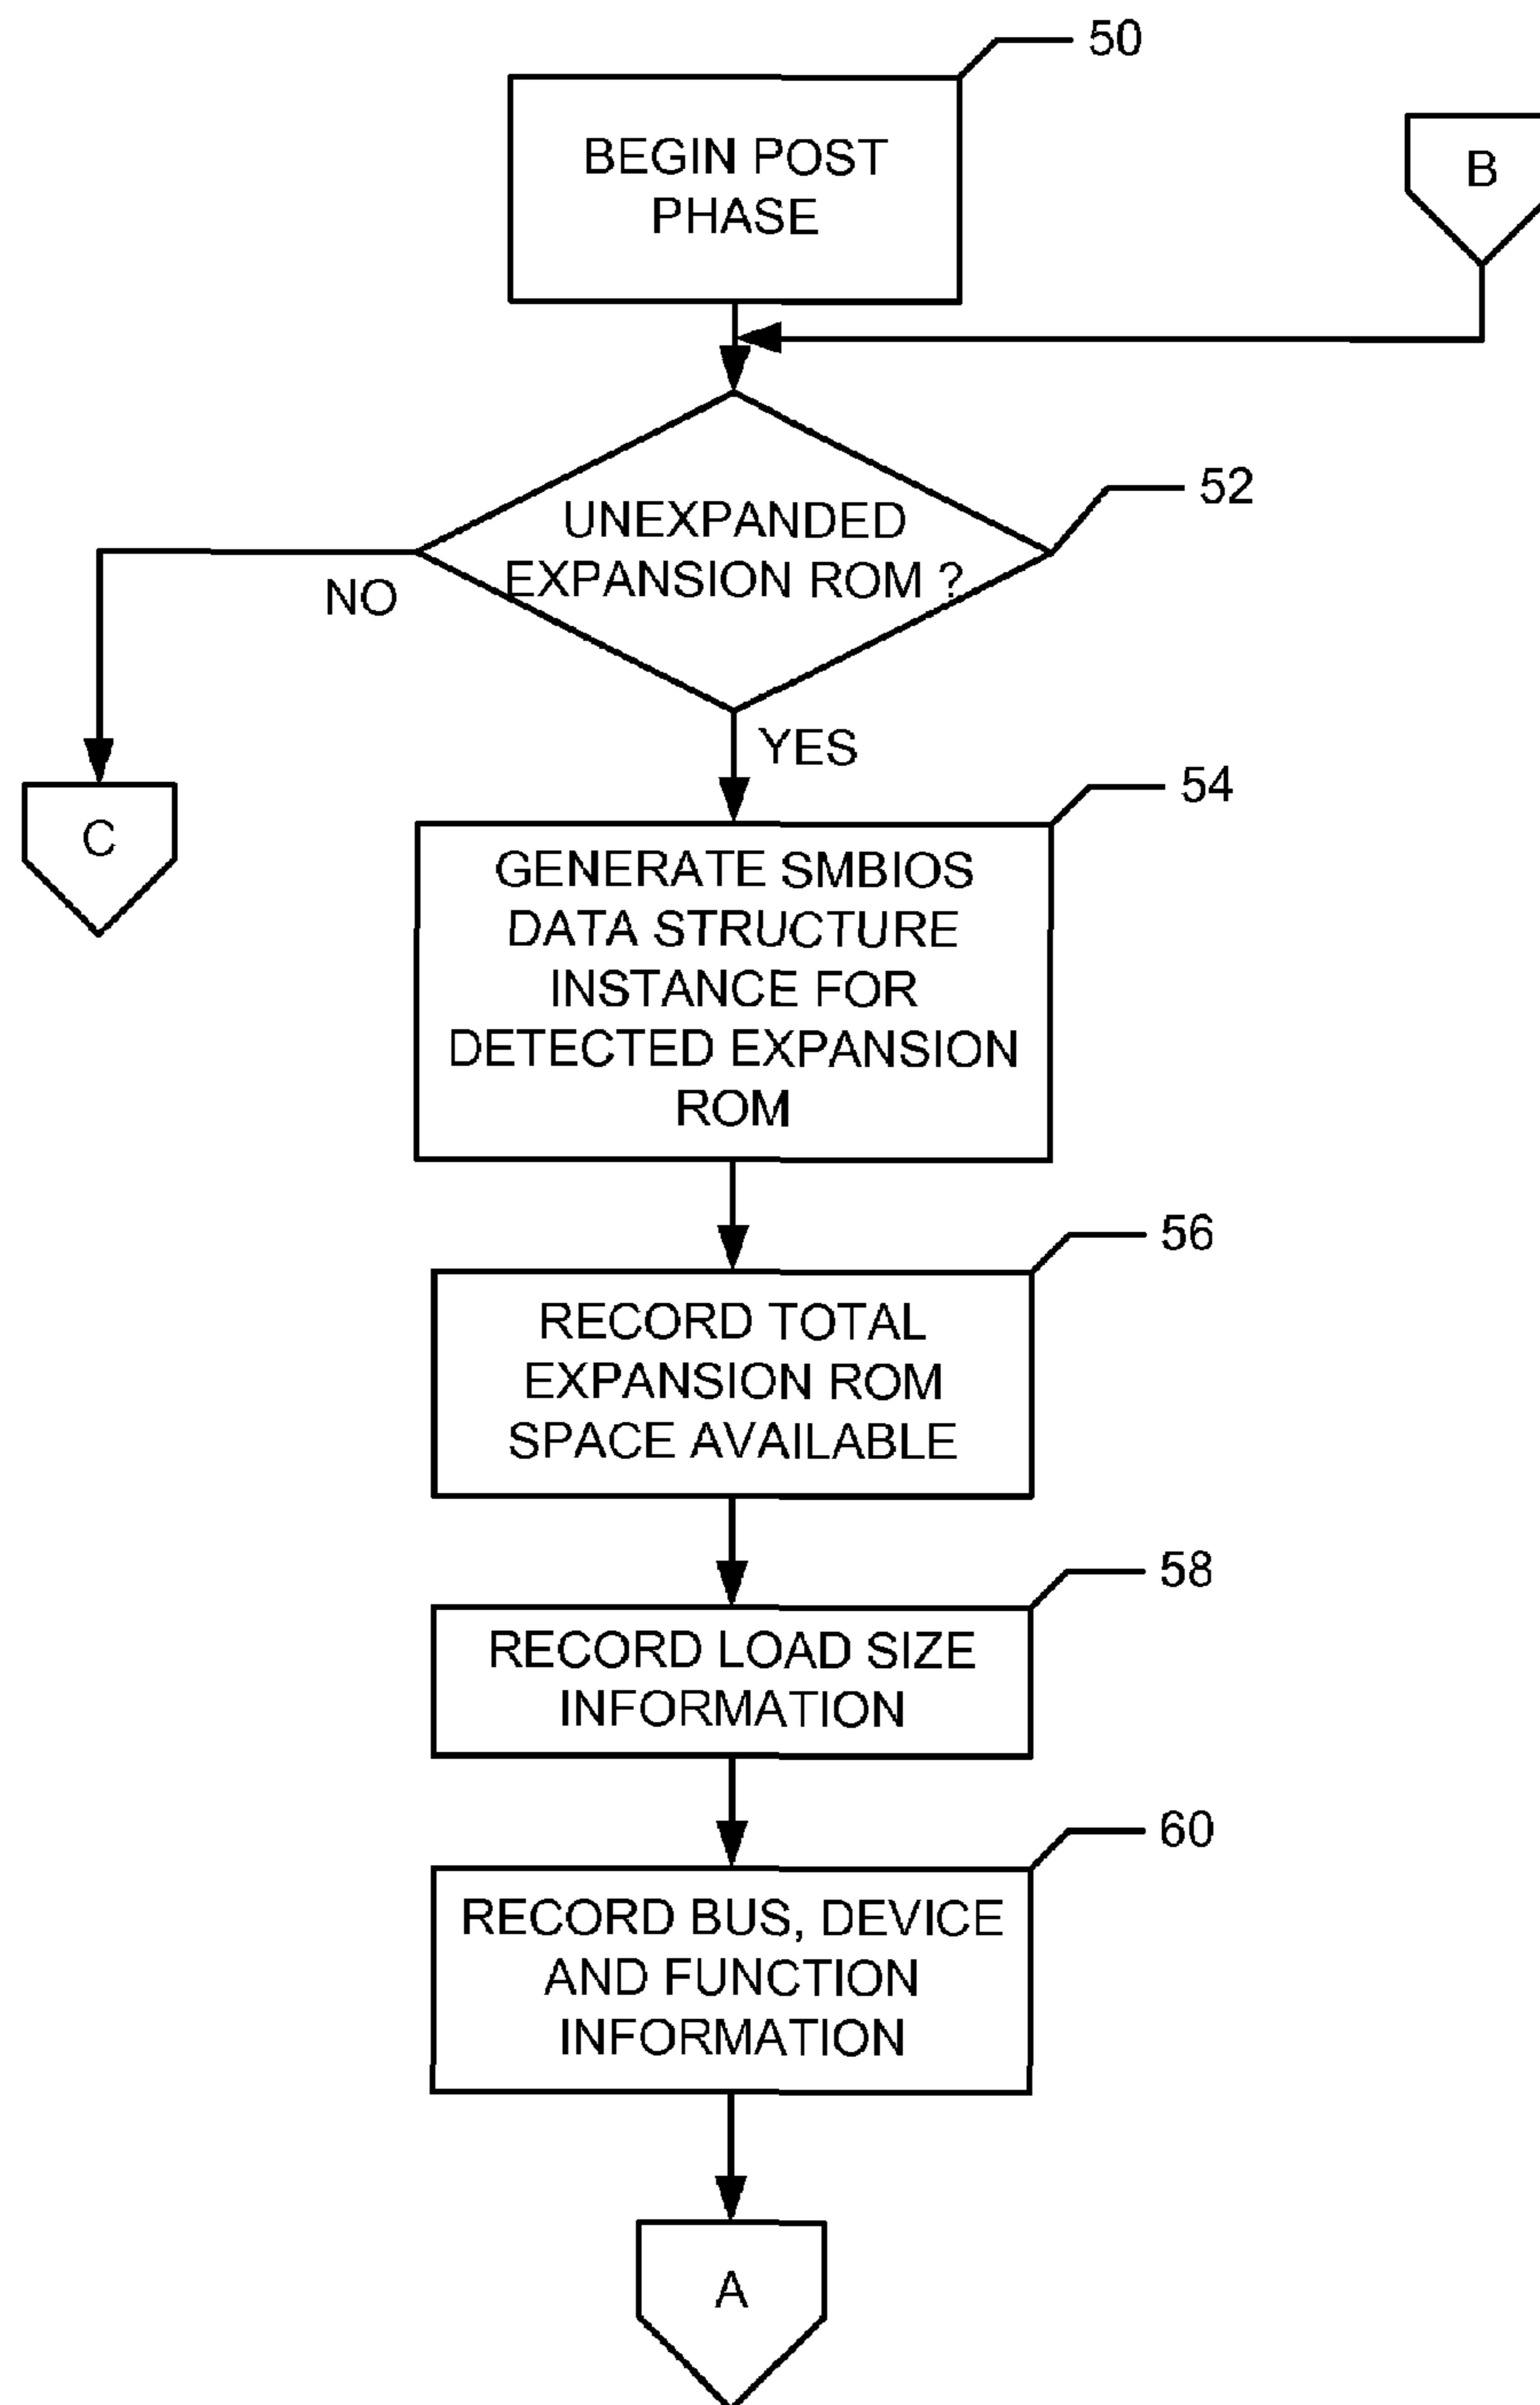 50
BEGIN POST
PHASE
B
52
UNEXPANDED
EXPANSION ROM ?
NO
YES
C
54
GENERATE SMBIOS
DATA STRUCTURE
INSTANCE FOR
DETECTED EXPANSION
ROM
56
RECORD TOTAL
EXPANSION ROM
SPACE AVAILABLE
58
RECORD LOAD SIZE
INFORMATION
60
RECORD BUS, DEVICE
AND FUNCTION
INFORMATION
A